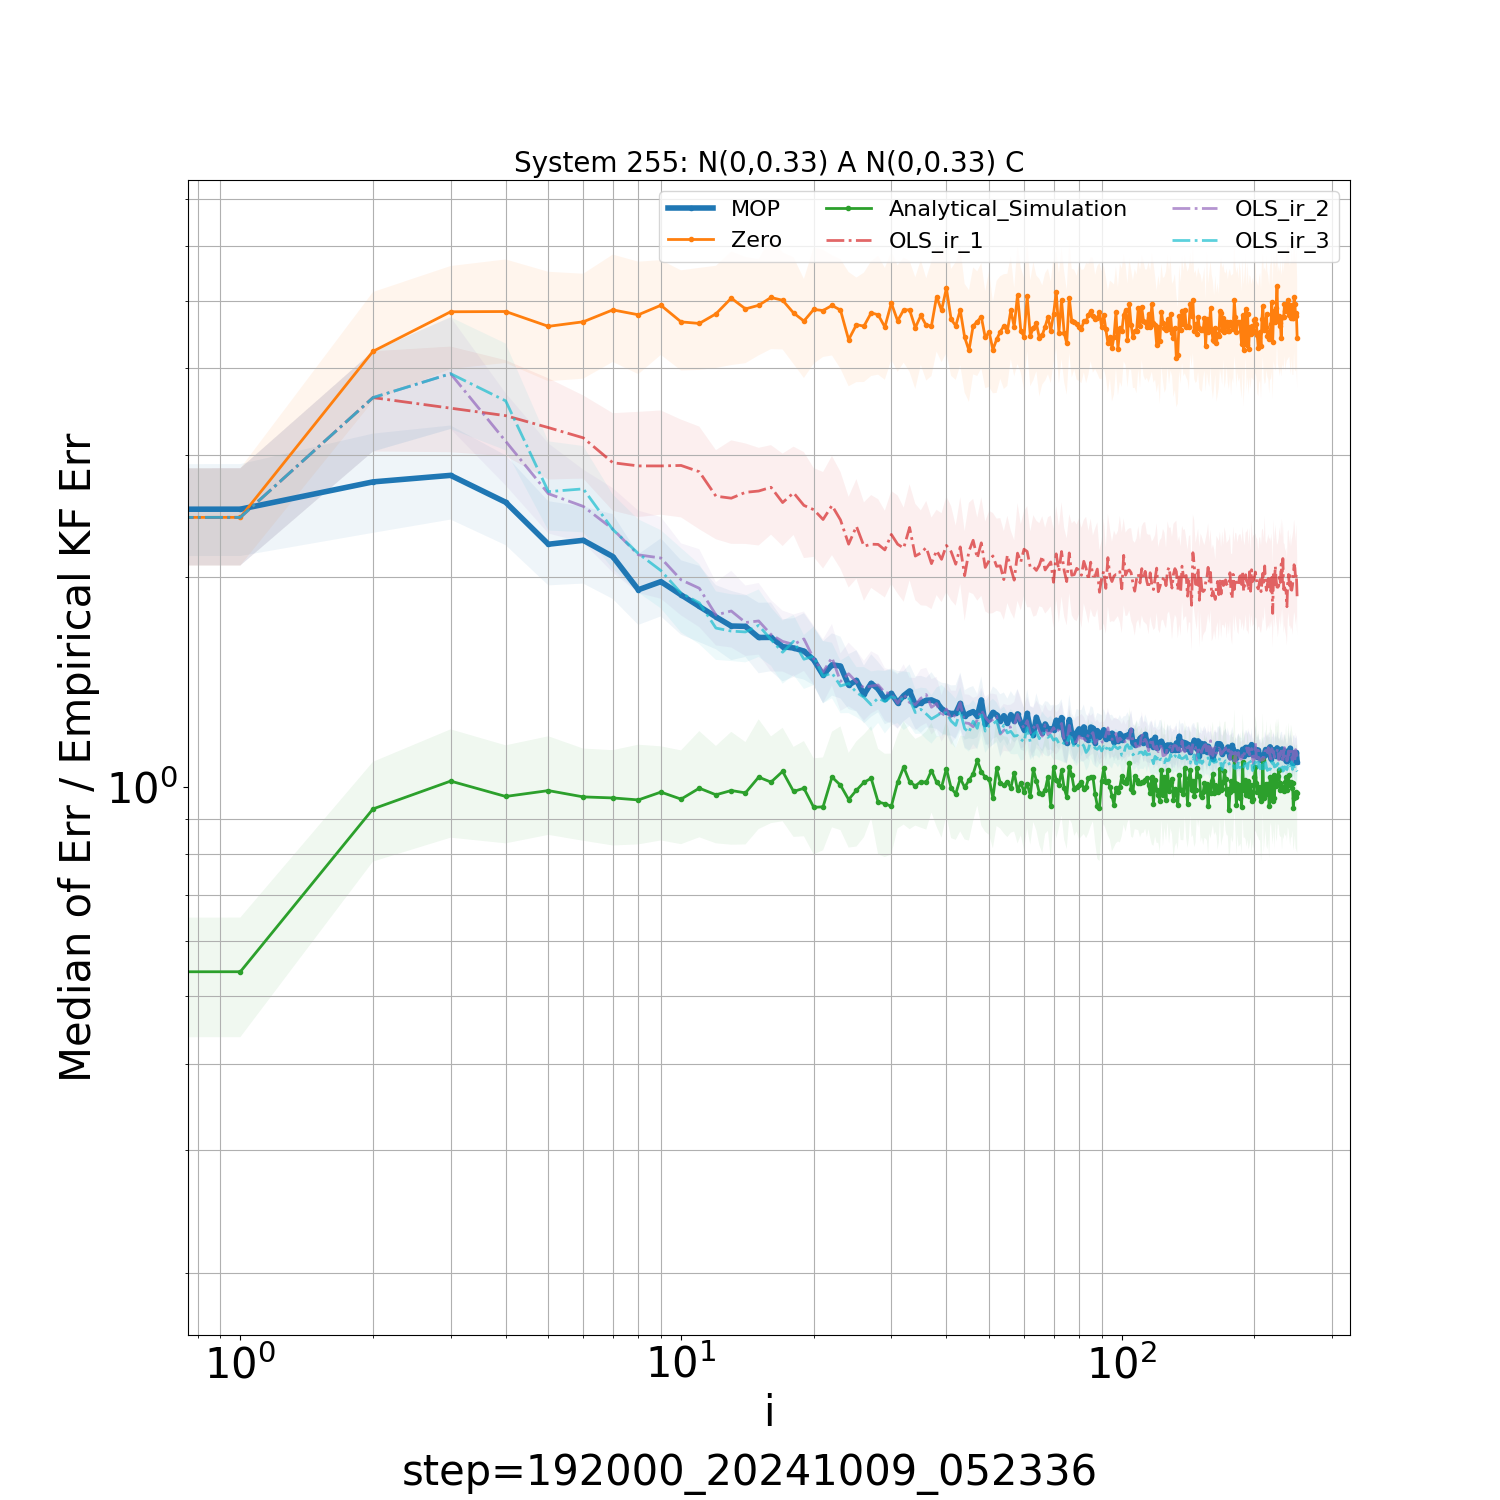 System 255: N(0,0.33) A N(0,0.33) C
MOP
Zero
Analytical_Simulation
OLS_ir_1
OLS_ir_2
OLS_ir_3
Median of Err / Empirical KF Err
10⁰
10⁰
10¹
10²
i
step=192000_20241009_052336